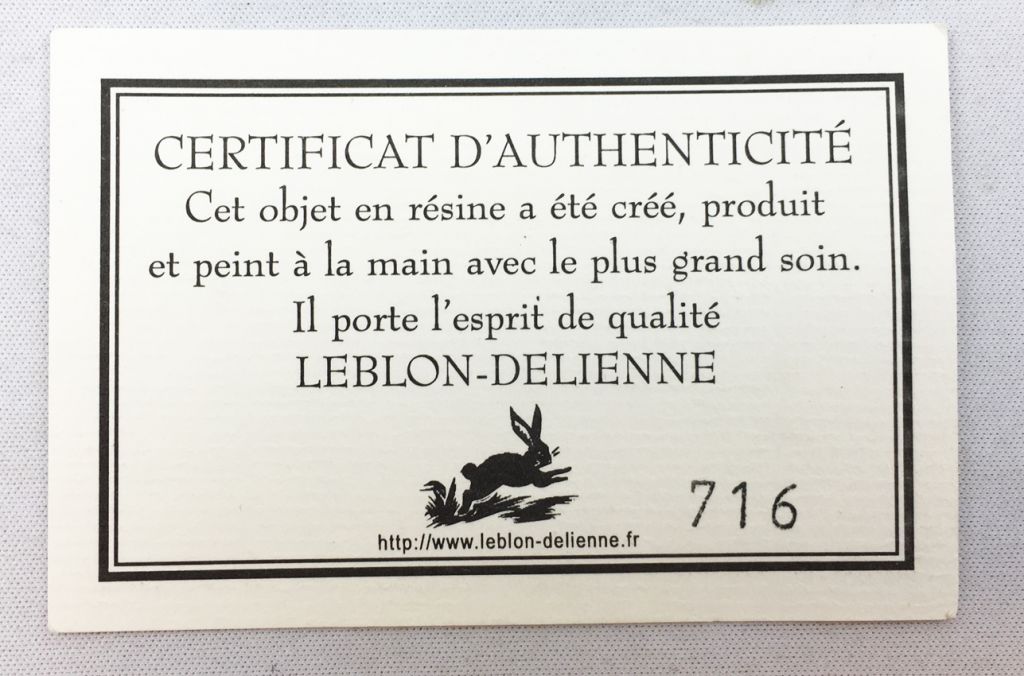 CERTIFICAT D'AUTHENTICITÉ
Cet objet en résine a été créé, produit
et peint à la main avec le plus grand soin.
Il porte l'esprit de qualité
LEBLON-DELIENNE
716
http://www.leblon-delienne.fr